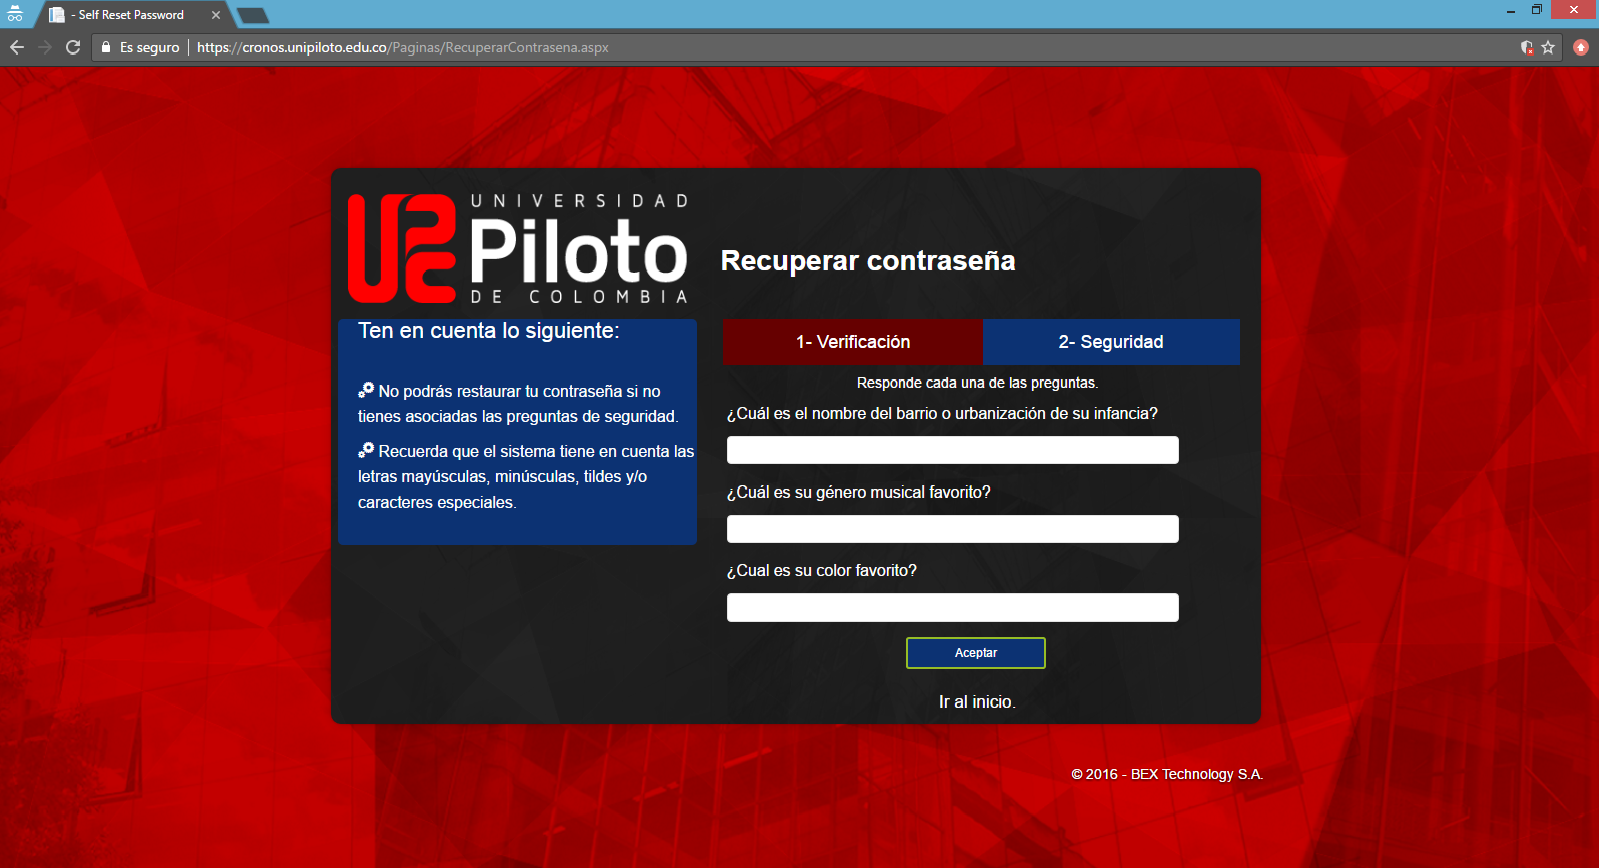 - Self Reset Password
Es seguro
https://cronos.unipiloto.edu.co/Paginas/RecuperarContrasena.aspx
UNIVERSIDAD
Piloto
DE COLOMBIA
Recuperar contraseña
Ten en cuenta lo siguiente:
No podrás restaurar tu contraseña si no
tienes asociadas las preguntas de seguridad.
Recuerda que el sistema tiene en cuenta las
letras mayúsculas, minúsculas, tildes y/o
caracteres especiales.
1- Verificación
2- Seguridad
Responde cada una de las preguntas.
¿Cuál es el nombre del barrio o urbanización de su infancia?
¿Cuál es su género musical favorito?
¿Cual es su color favorito?
Aceptar
Ir al inicio.
© 2016 - BEX Technology S.A.